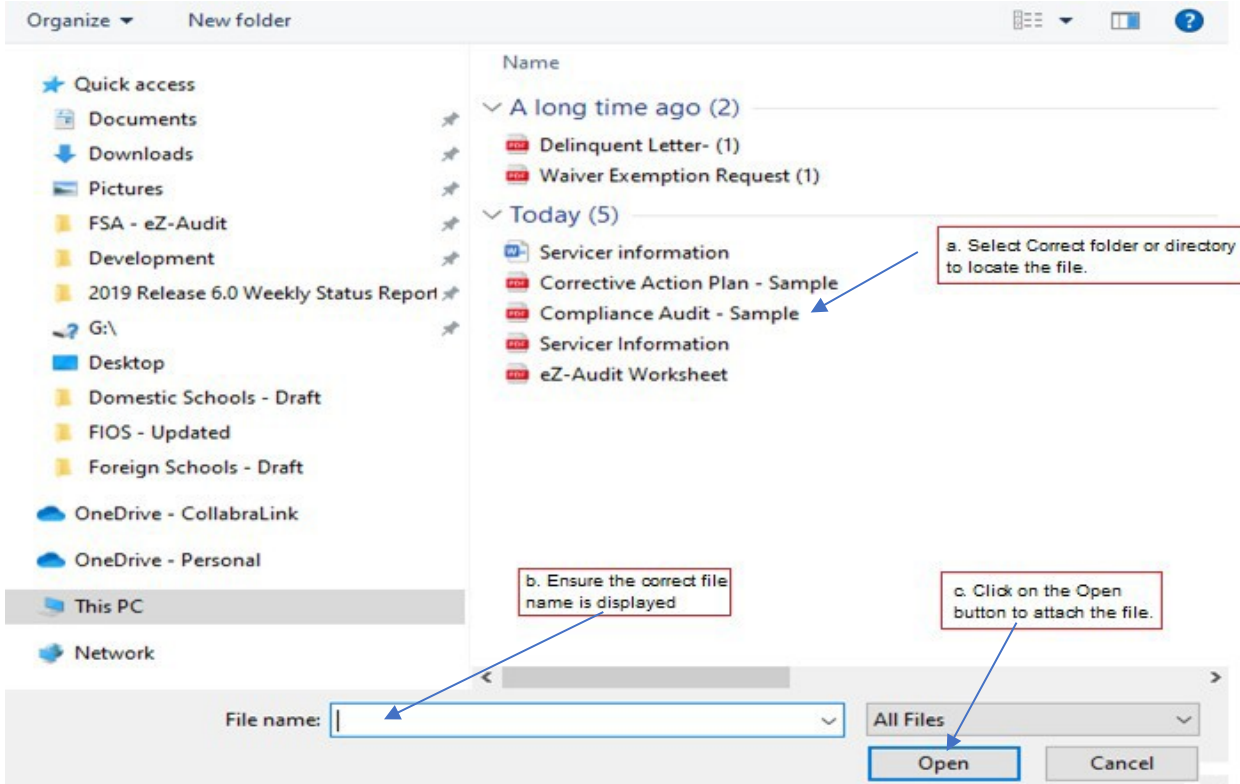 Organize New folder
Name
Quick access
Documents
Downloads
Pictures
FSA - eZ-Audit
Development
2019 Release 6.0 Weekly Status Report
G:\
Desktop
Domestic Schools - Draft
FIOS - Updated
Foreign Schools - Draft
OneDrive - CollabraLink
OneDrive - Personal
This PC
Network
A long time ago (2)
Delinquent Letter- (1)
Waiver Exemption Request (1)
Today (5)
Servicer information
Corrective Action Plan - Sample
Compliance Audit - Sample
Servicer Information
eZ-Audit Worksheet
a. Select Correct folder or directory
to locate the file.
b. Ensure the correct file
name is displayed
c. Click on the Open
button to attach the file.
File name:
All Files
Open Cancel